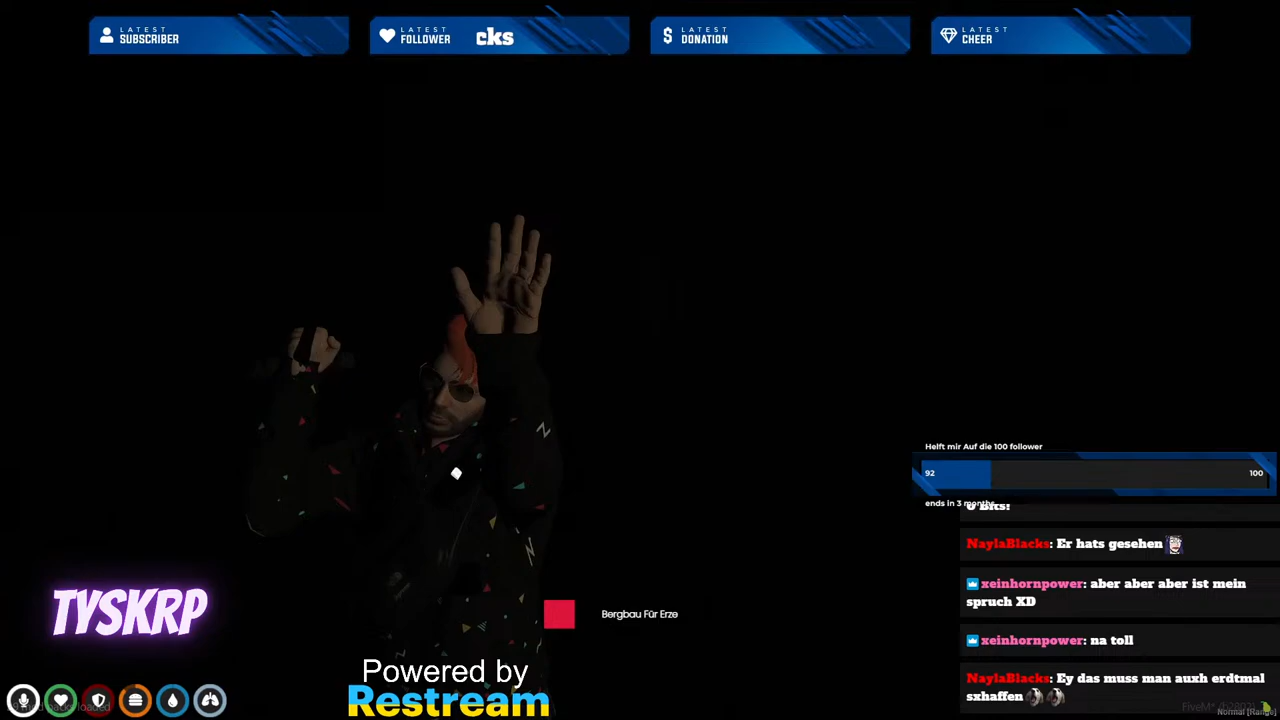 LATEST
SUBSCRIBER
LATEST
FOLLOWER
cks
LATEST
DONATION
LATEST
CHEER
Helft mir Auf die 100 follower
92
100
ends in 3 months
NaylaBlacks: Er hats gesehen
xeinhornpower: aber aber aber ist mein
spruch XD
xeinhornpower: na toll
NaylaBlacks: Ey das muss man auxh erdtmal
sxhaffen
TYSKRP
Bergbau Für Erze
Powered by
Restream